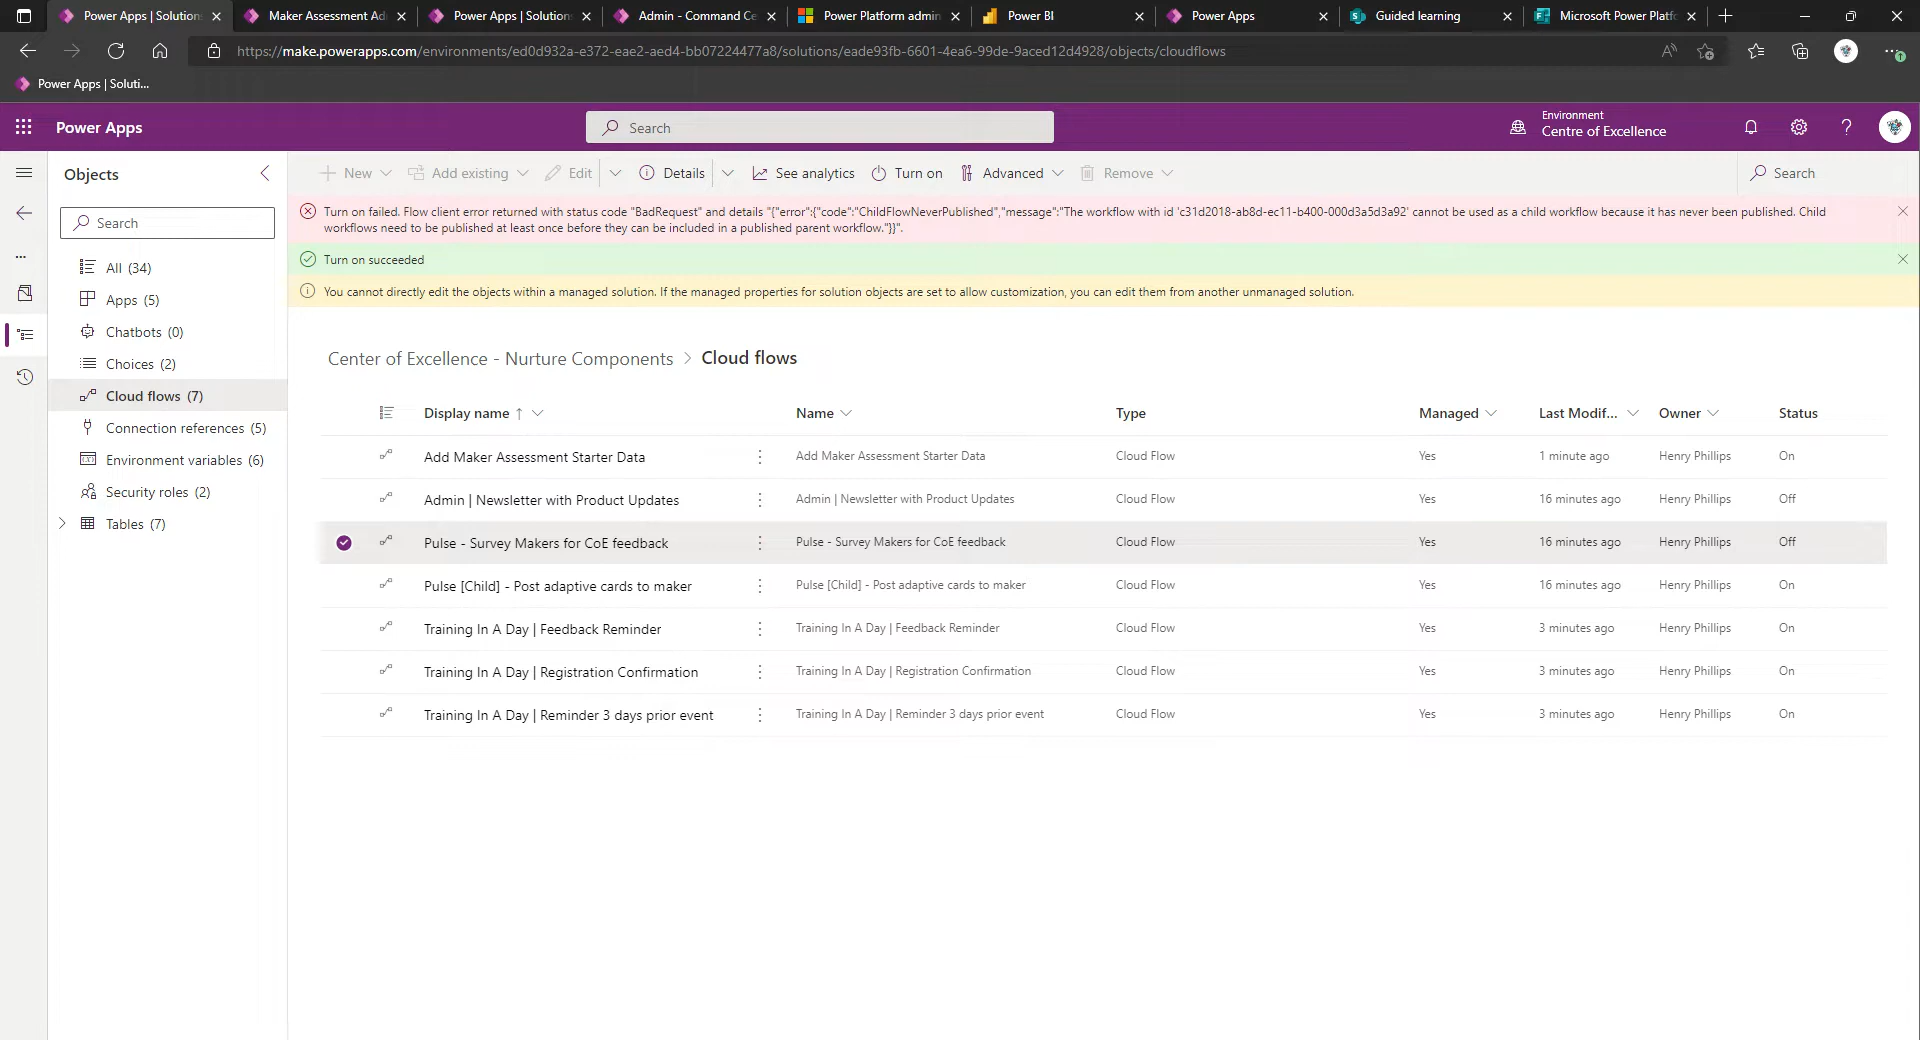 Power Apps | Solutions
Maker Assessment Ad
Power Apps | Solution
Admin - Command Ce
Power Platform admin
Power BI
Power Apps
Guided learning
Microsoft Power Platf
https://make.powerapps.com/environments/ed0d932a-e372-eae2-aed4-bb07224477a8/solutions/eade93fb-6601-4ea6-99de-9aced12d4928/objects/cloudflows
Power Apps | Soluti...
Power Apps
Search
Environment
Centre of Excellence
Objects
New
Add existing
Edit
Details
See analytics
Turn on
Advanced
Remove
Search
Turn on failed. Flow client error returned with status code "BadRequest" and details "{"error":{"code":"ChildFlowNeverPublished","message":"The workflow with id 'c31d2018-ab8d-ec11-b400-000d3a5d3a92' cannot be used as a child workflow because it has never been published. Child
workflows need to be published at least once before they can be included in a published parent workflow."}}".
Turn on succeeded
You cannot directly edit the objects within a managed solution. If the managed properties for solution objects are set to allow customization, you can edit them from another unmanaged solution.
Search
All (34)
Apps (5)
Chatbots (0)
Choices (2)
Cloud flows (7)
Connection references (5)
Environment variables (6)
Security roles (2)
Tables (7)
Center of Excellence - Nurture Components > Cloud flows
Display name ↑ Name Type Managed Last Modif... Owner Status
Add Maker Assessment Starter Data Add Maker Assessment Starter Data Cloud Flow Yes 1 minute ago Henry Phillips On
Admin | Newsletter with Product Updates Admin | Newsletter with Product Updates Cloud Flow Yes 16 minutes ago Henry Phillips Off
Pulse - Survey Makers for CoE feedback Pulse - Survey Makers for CoE feedback Cloud Flow Yes 16 minutes ago Henry Phillips Off
Pulse [Child] - Post adaptive cards to maker Pulse [Child] - Post adaptive cards to maker Cloud Flow Yes 16 minutes ago Henry Phillips On
Training In A Day | Feedback Reminder Training In A Day | Feedback Reminder Cloud Flow Yes 3 minutes ago Henry Phillips On
Training In A Day | Registration Confirmation Training In A Day | Registration Confirmation Cloud Flow Yes 3 minutes ago Henry Phillips On
Training In A Day | Reminder 3 days prior event Training In A Day | Reminder 3 days prior event Cloud Flow Yes 3 minutes ago Henry Phillips On